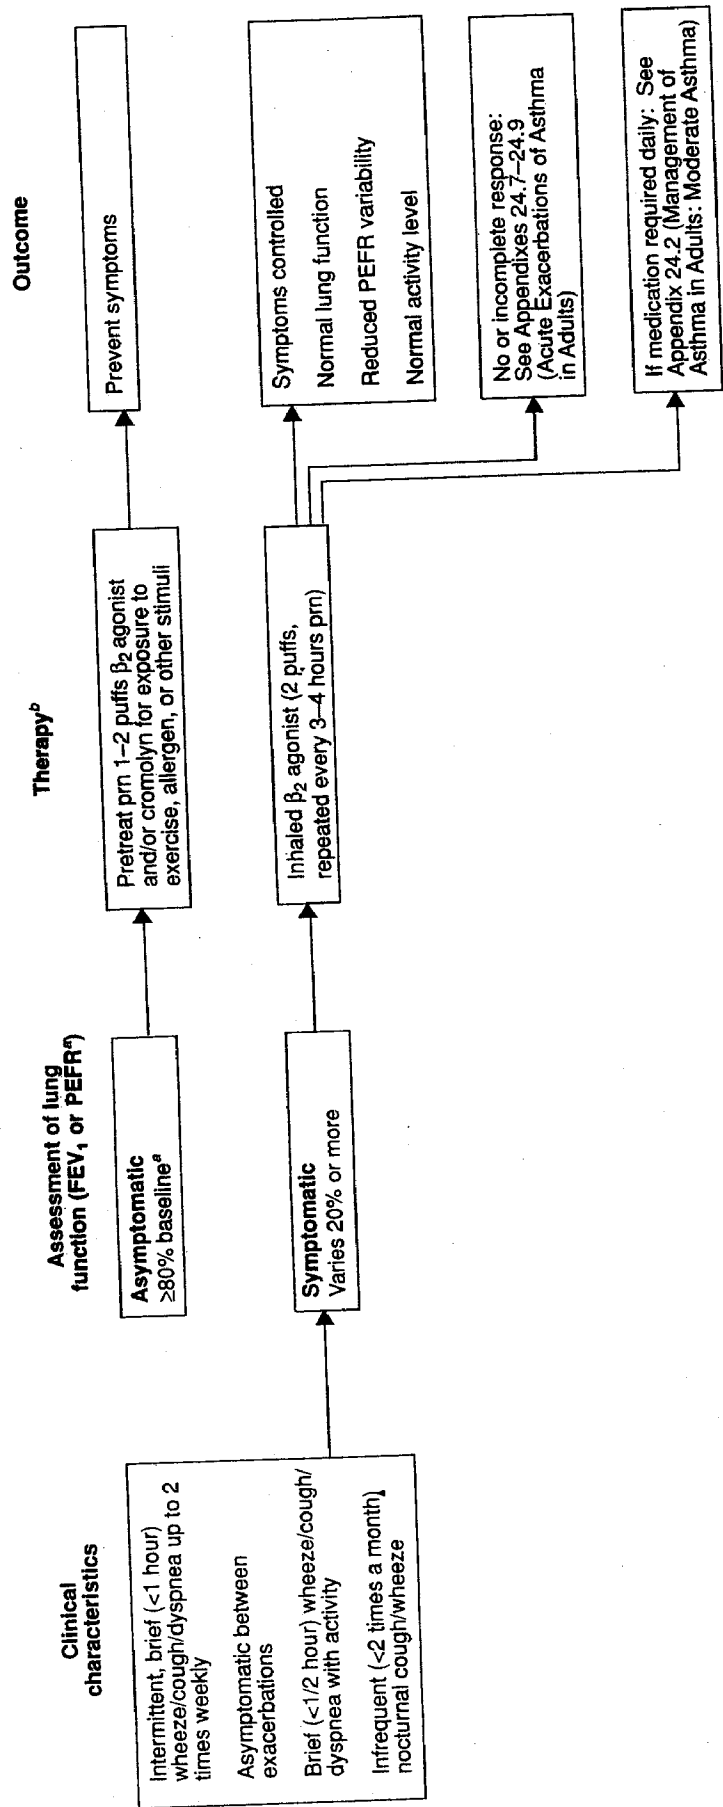 Clinical
characteristics
Intermittent, brief (<1 hour)
wheeze/cough/dyspnea up to 2
times weekly
Asymptomatic between
exacerbations
Brief (<1/2 hour) wheeze/cough/
dyspnea with activity
Infrequent (<2 times a month)
nocturnal cough/wheeze
Assessment of lung
function (FEV₁ or PEFRᵃ)
Asymptomatic
≥80% baselineᵃ
Symptomatic
Varies 20% or more
Therapyᵇ
Pretreat prn 1–2 puffs β₂ agonist
and/or cromolyn for exposure to
exercise, allergen, or other stimuli
Inhaled β₂ agonist (2 puffs,
repeated every 3–4 hours prn)
Outcome
Prevent symptoms
Symptoms controlled
Normal lung function
Reduced PEFR variability
Normal activity level
No or incomplete response:
See Appendixes 24.7–24.9
(Acute Exacerbations of Asthma
in Adults)
If medication required daily: See
Appendix 24.2 (Management of
Asthma in Adults: Moderate Asthma)